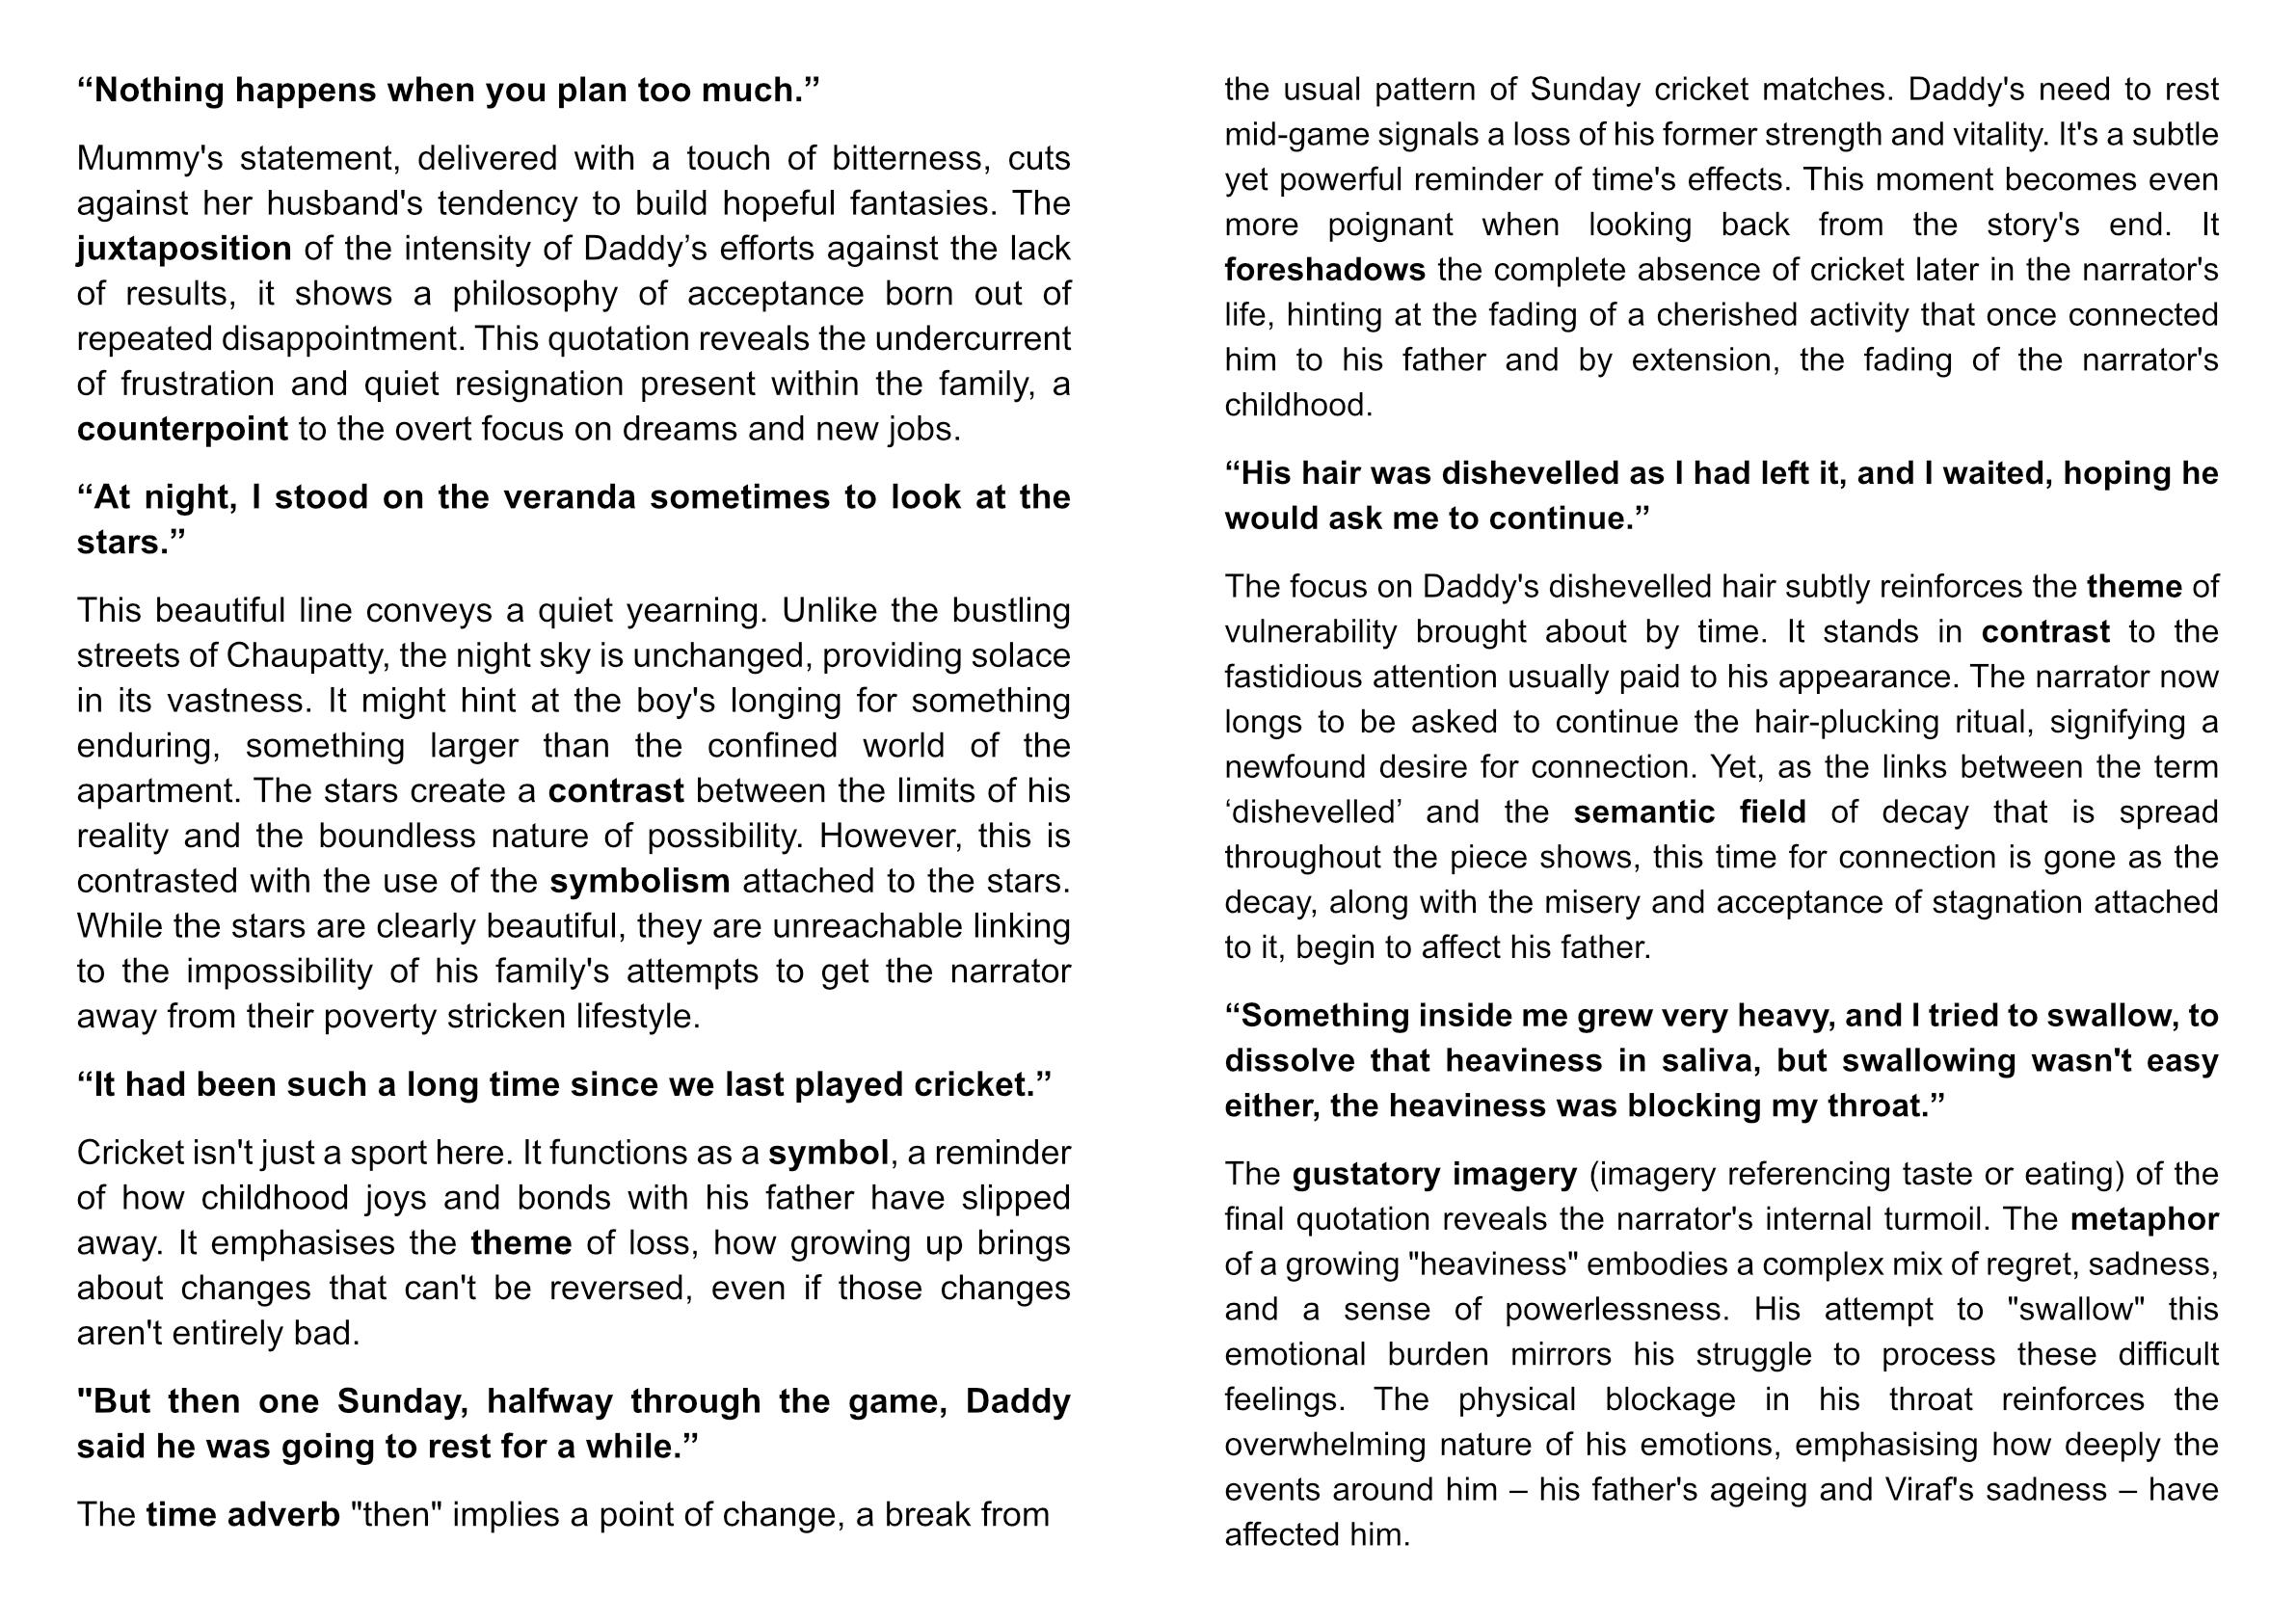 “Nothing happens when you plan too much.”
Mummy's statement, delivered with a touch of bitterness, cuts
against her husband's tendency to build hopeful fantasies. The
juxtaposition of the intensity of Daddy’s efforts against the lack
of results, it shows a philosophy of acceptance born out of
repeated disappointment. This quotation reveals the undercurrent
of frustration and quiet resignation present within the family, a
counterpoint to the overt focus on dreams and new jobs.
“At night, I stood on the veranda sometimes to look at the
stars.”
This beautiful line conveys a quiet yearning. Unlike the bustling
streets of Chaupatty, the night sky is unchanged, providing solace
in its vastness. It might hint at the boy's longing for something
enduring, something larger than the confined world of the
apartment. The stars create a contrast between the limits of his
reality and the boundless nature of possibility. However, this is
contrasted with the use of the symbolism attached to the stars.
While the stars are clearly beautiful, they are unreachable linking
to the impossibility of his family's attempts to get the narrator
away from their poverty stricken lifestyle.
“It had been such a long time since we last played cricket.”
Cricket isn't just a sport here. It functions as a symbol, a reminder
of how childhood joys and bonds with his father have slipped
away. It emphasises the theme of loss, how growing up brings
about changes that can't be reversed, even if those changes
aren't entirely bad.
"But then one Sunday, halfway through the game, Daddy
said he was going to rest for a while.”
The time adverb "then" implies a point of change, a break from
the usual pattern of Sunday cricket matches. Daddy's need to rest
mid-game signals a loss of his former strength and vitality. It's a subtle
yet powerful reminder of time's effects. This moment becomes even
more poignant when looking back from the story's end. It
foreshadows the complete absence of cricket later in the narrator's
life, hinting at the fading of a cherished activity that once connected
him to his father and by extension, the fading of the narrator's
childhood.
“His hair was dishevelled as I had left it, and I waited, hoping he
would ask me to continue.”
The focus on Daddy's dishevelled hair subtly reinforces the theme of
vulnerability brought about by time. It stands in contrast to the
fastidious attention usually paid to his appearance. The narrator now
longs to be asked to continue the hair-plucking ritual, signifying a
newfound desire for connection. Yet, as the links between the term
‘dishevelled’ and the semantic field of decay that is spread
throughout the piece shows, this time for connection is gone as the
decay, along with the misery and acceptance of stagnation attached
to it, begin to affect his father.
“Something inside me grew very heavy, and I tried to swallow, to
dissolve that heaviness in saliva, but swallowing wasn't easy
either, the heaviness was blocking my throat.”
The gustatory imagery (imagery referencing taste or eating) of the
final quotation reveals the narrator's internal turmoil. The metaphor
of a growing "heaviness" embodies a complex mix of regret, sadness,
and a sense of powerlessness. His attempt to "swallow" this
emotional burden mirrors his struggle to process these difficult
feelings. The physical blockage in his throat reinforces the
overwhelming nature of his emotions, emphasising how deeply the
events around him – his father's ageing and Viraf's sadness – have
affected him.